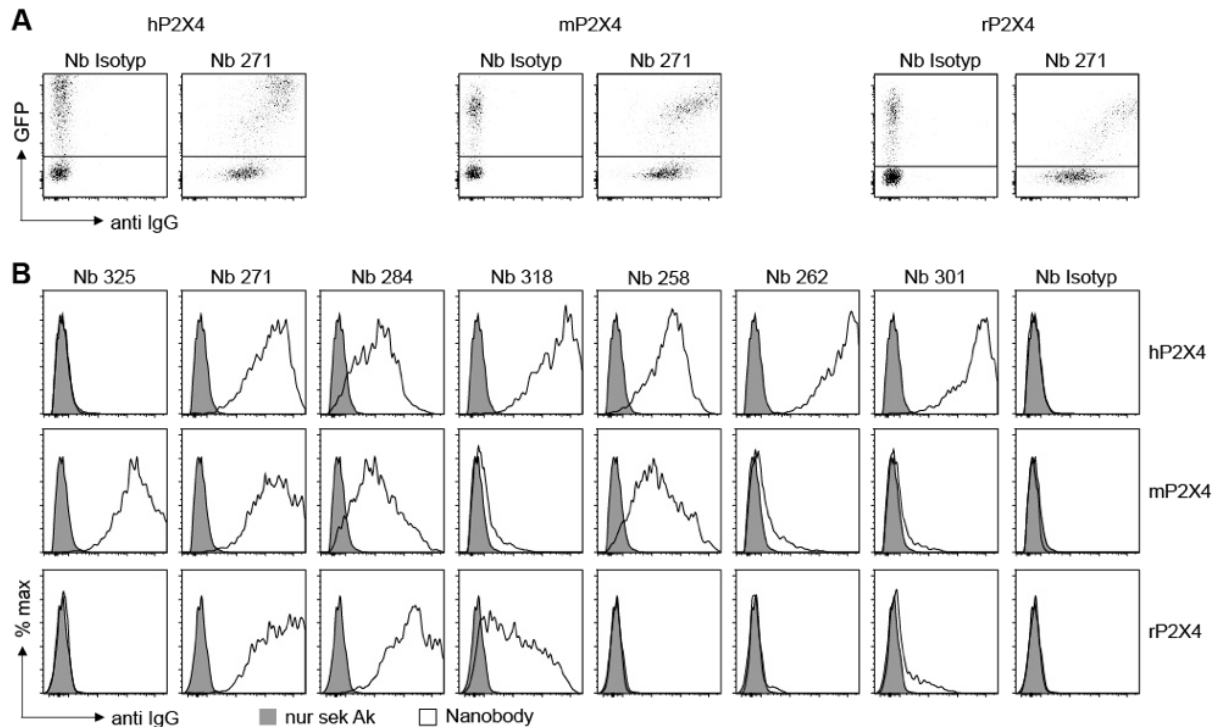 A
hP2X4
mP2X4
rP2X4
Nb Isotyp
Nb 271
Nb Isotyp
Nb 271
Nb Isotyp
Nb 271
GFP
anti IgG
B
Nb 325
Nb 271
Nb 284
Nb 318
Nb 258
Nb 262
Nb 301
Nb Isotyp
hP2X4
mP2X4
rP2X4
% max
anti IgG
nur sek Ak
Nanobody